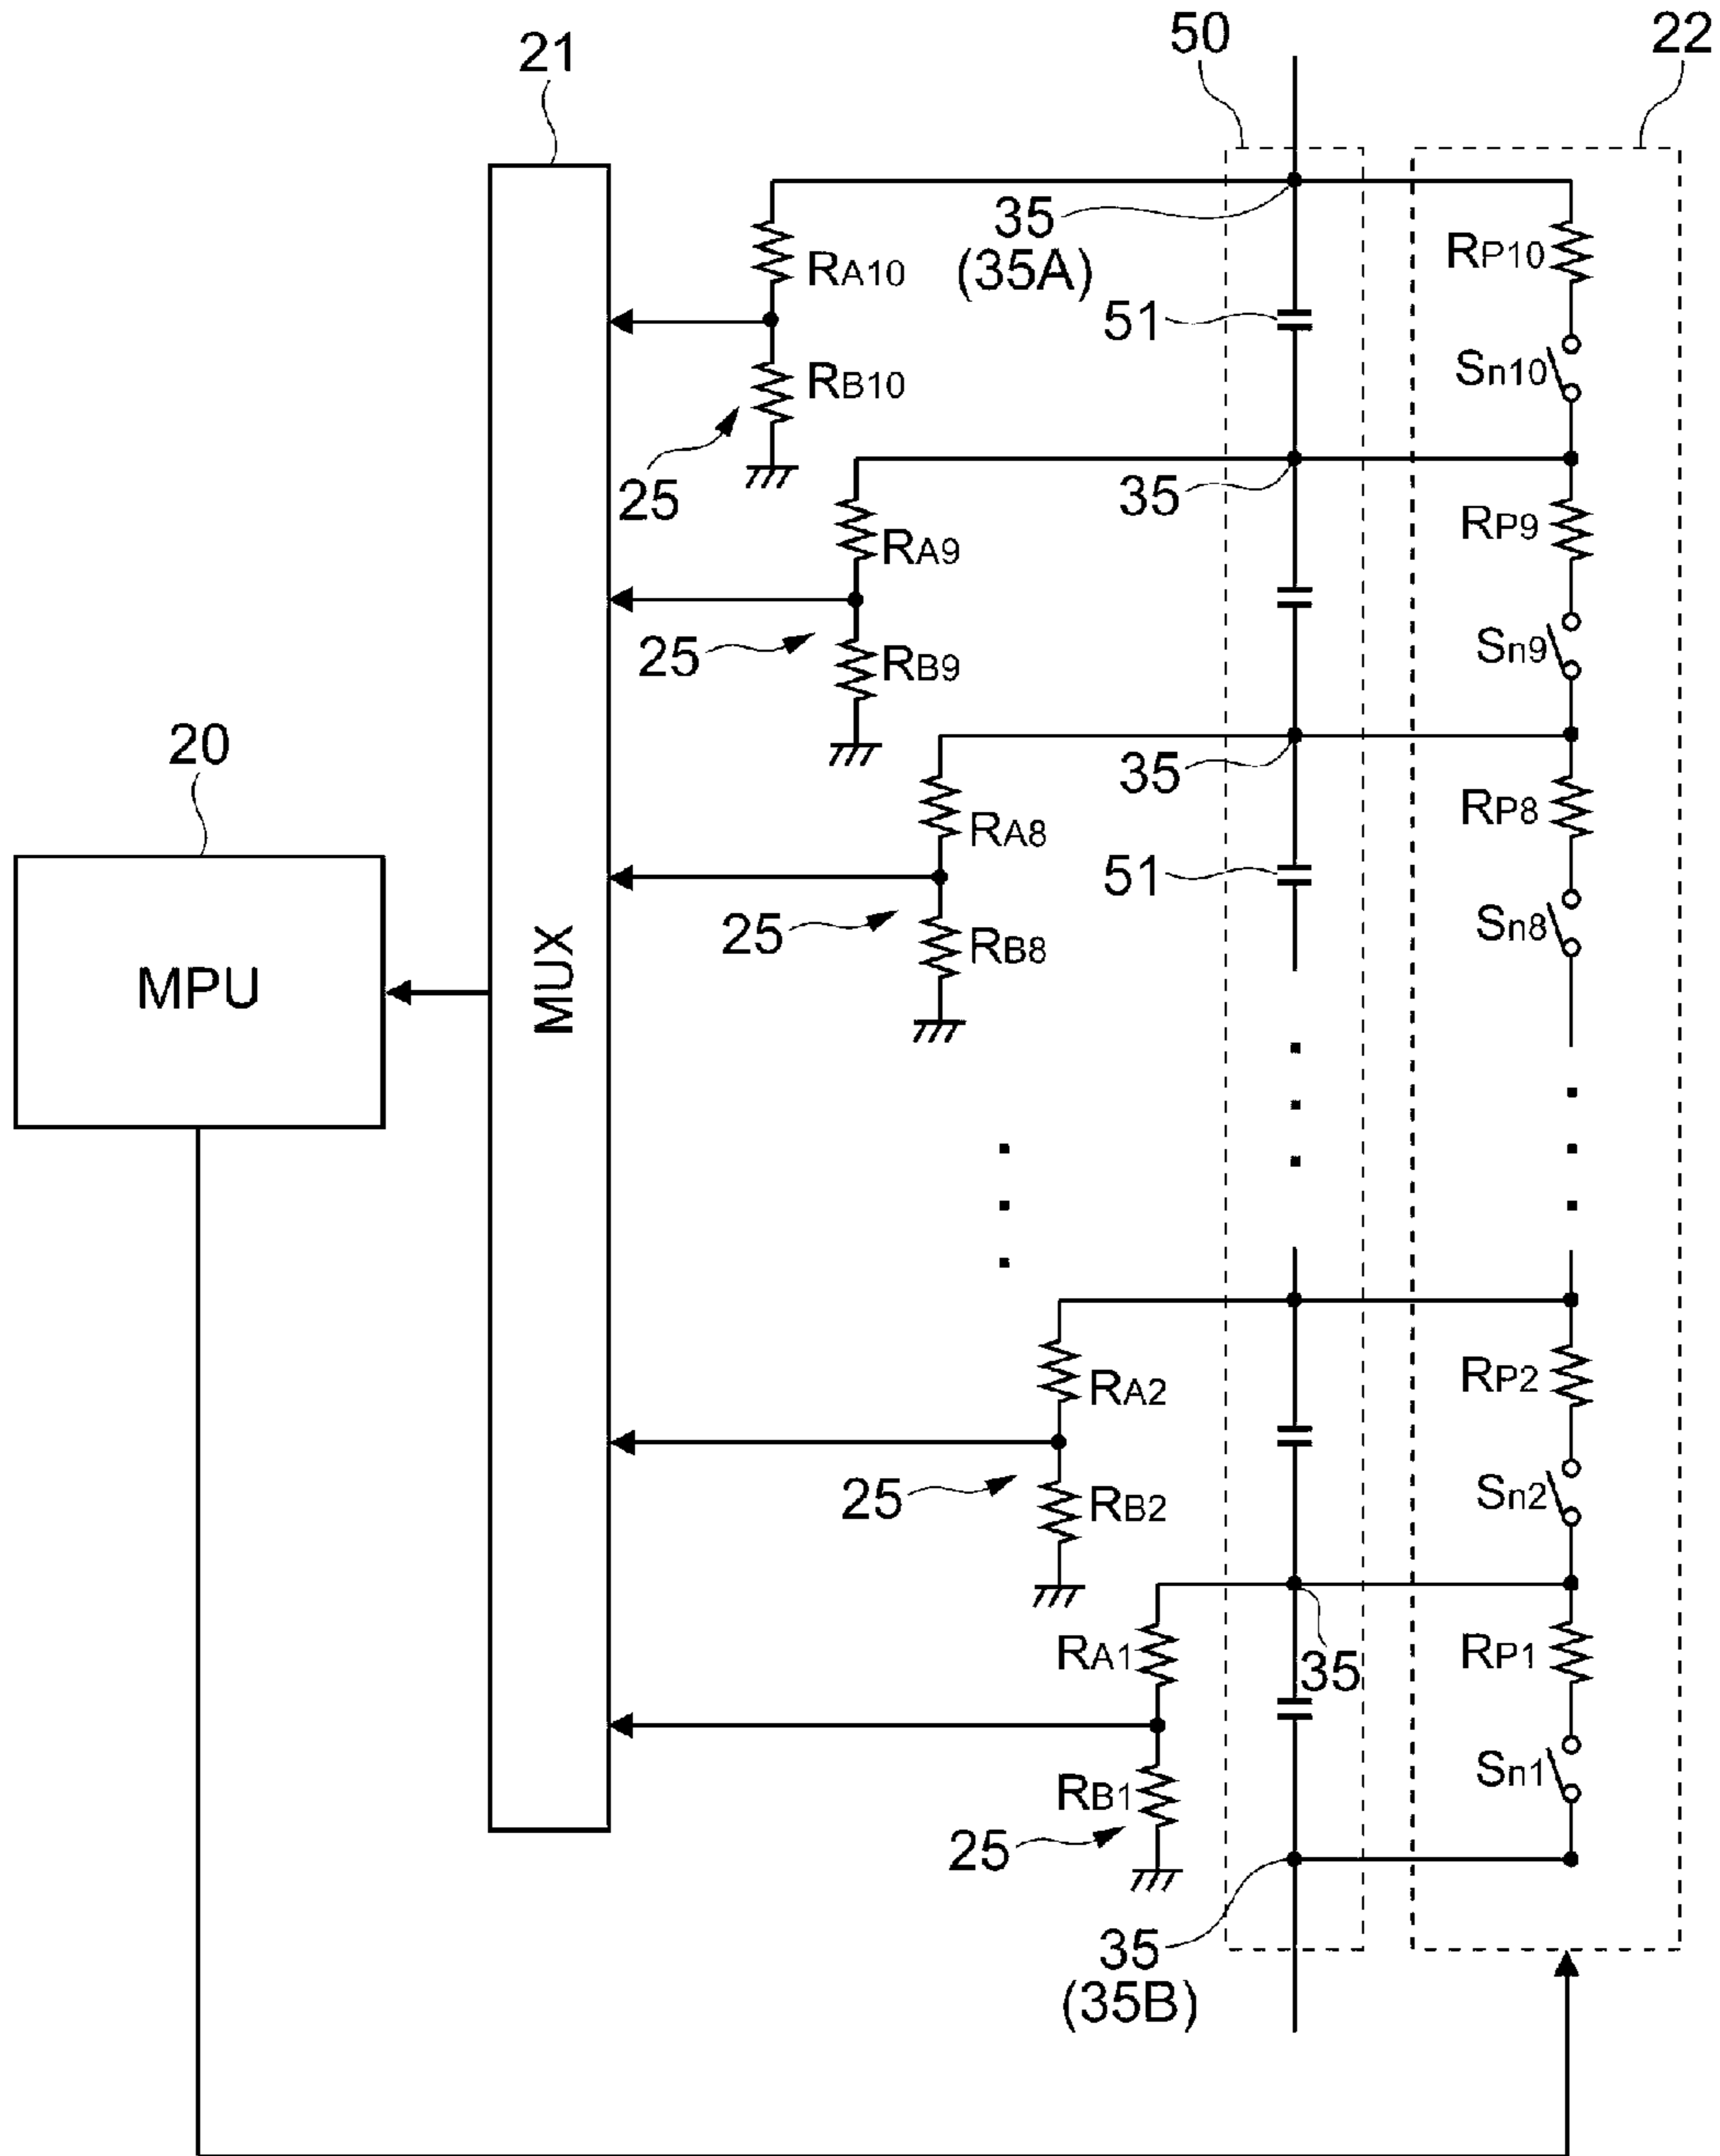 50
22
21
35
(35A)
RA10
RP10
51
Sn10
RB10
25
35
RA9
RP9
25
RB9
Sn9
20
35
RA8
RP8
51
25
RB8
Sn8
MPU
MUX
RA2
RP2
25
RB2
Sn2
RA1
35
RP1
RB1
Sn1
25
35
(35B)